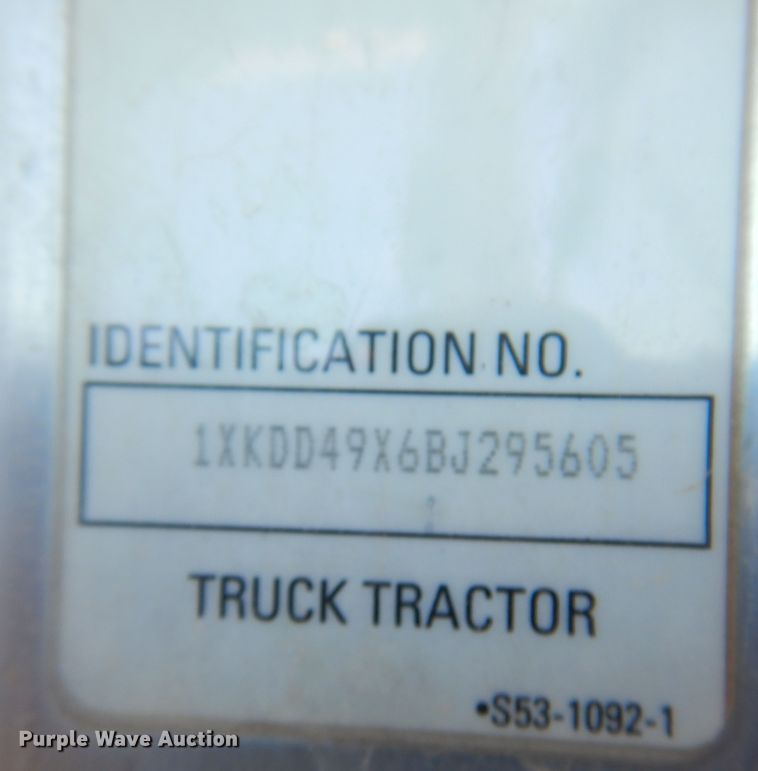 IDENTIFICATION NO.
1XKDD49X6BJ295605
TRUCK TRACTOR
•S53-1092-1
Purple Wave Auction